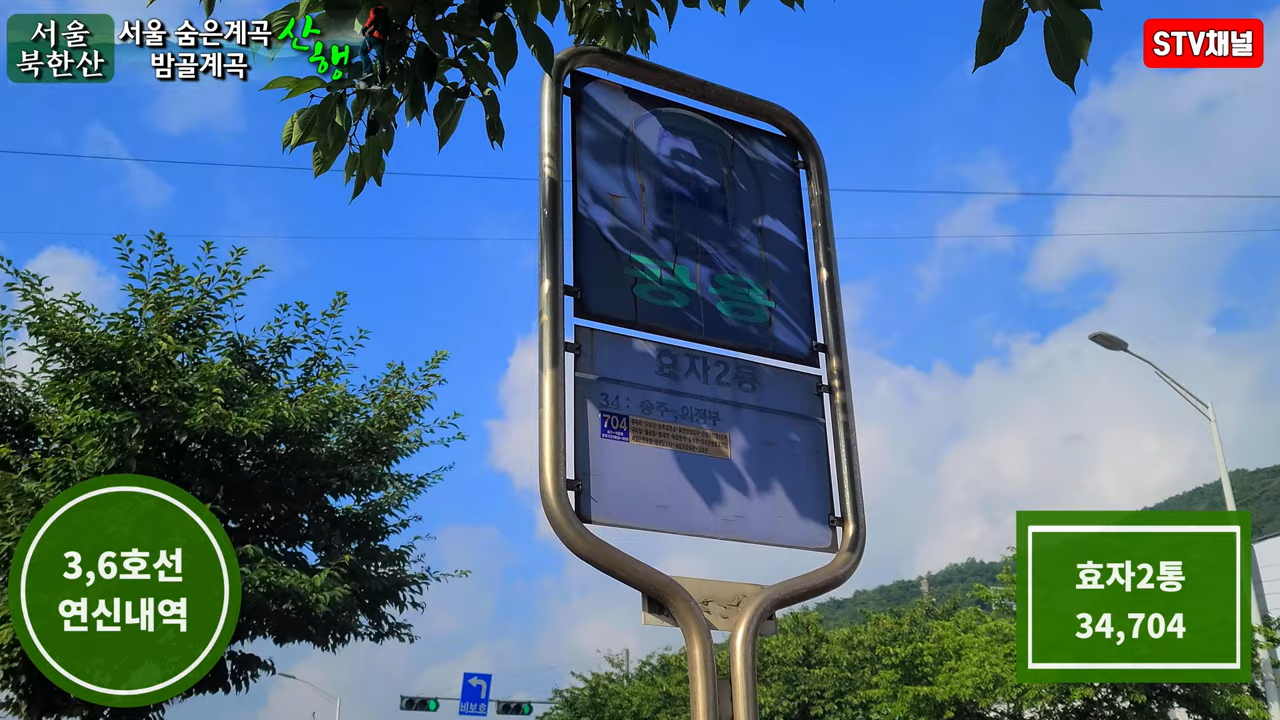 서울
북한산
서울 숨은계곡
밤골계곡
산행
STV채널
공용
효자2통
34: 송추,의정부
704
3,6호선
연신내역
효자2통
34,704
비보호